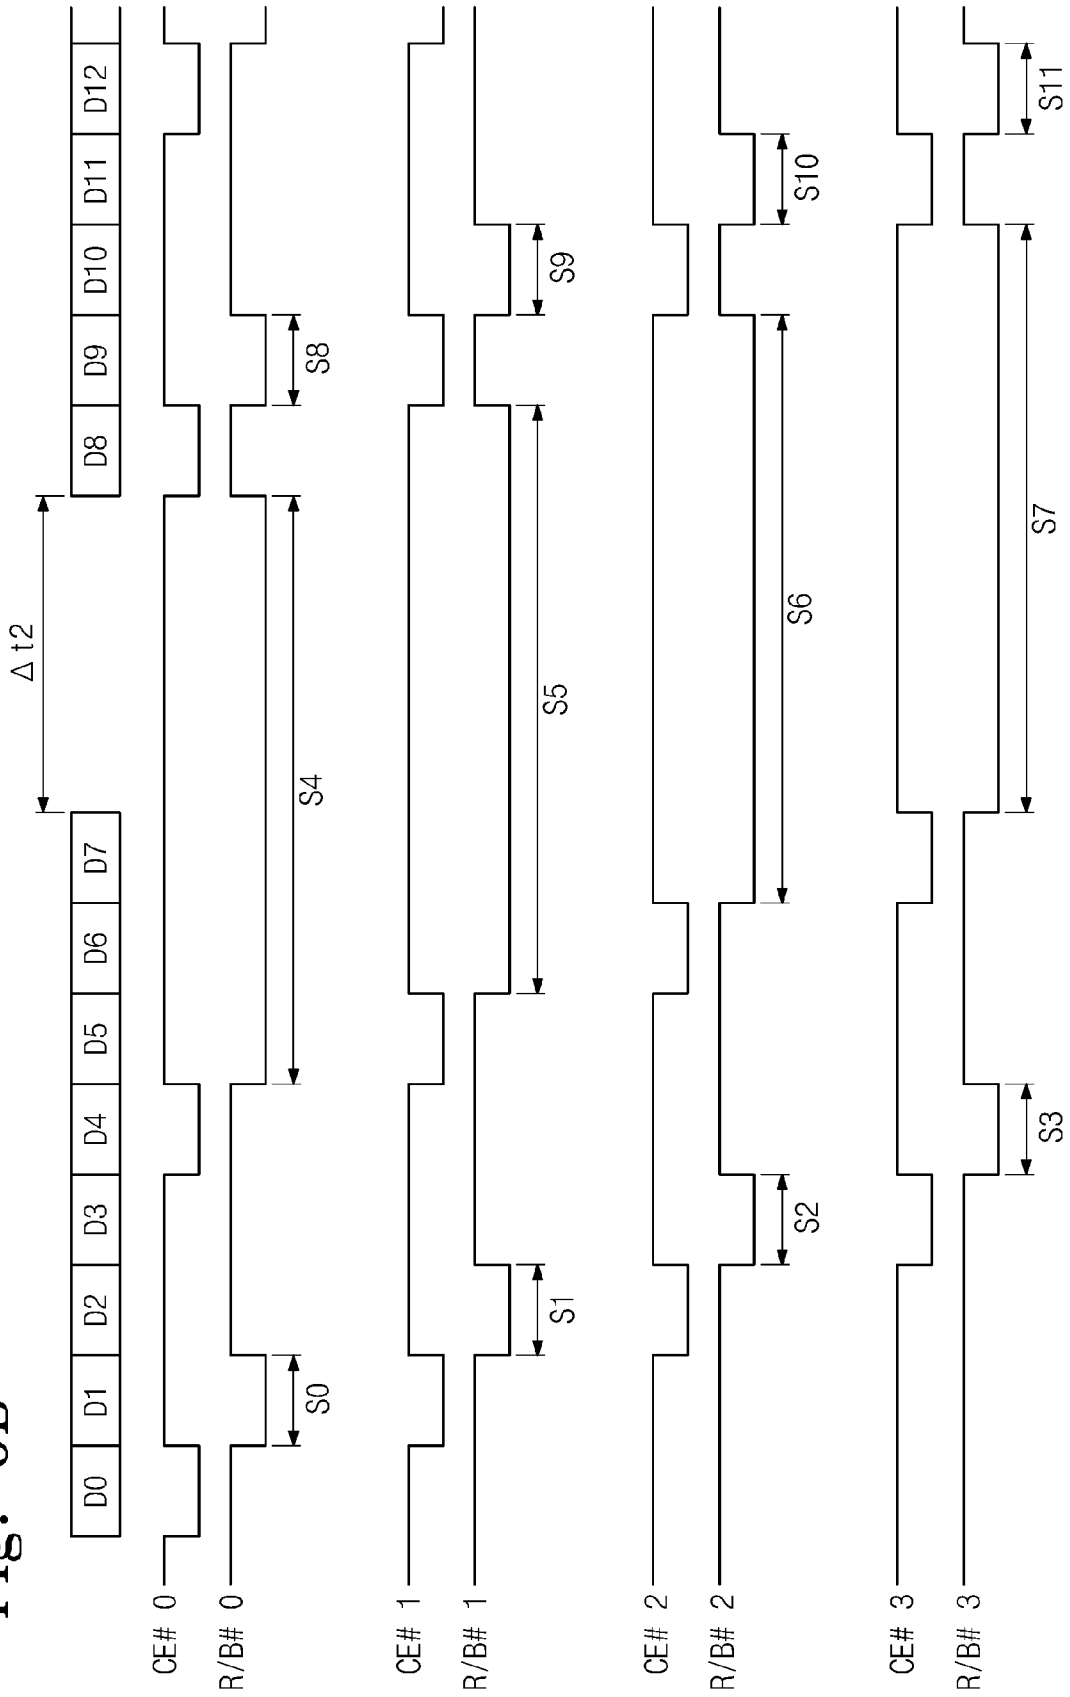 Δt2
D0 D1 D2 D3 D4 D5 D6 D7 D8 D9 D10 D11 D12
CE# 0
R/B# 0
S0 S4 S8
CE# 1
R/B# 1
S1 S5 S9
CE# 2
R/B# 2
S2 S6 S10
CE# 3
R/B# 3
S3 S7 S11